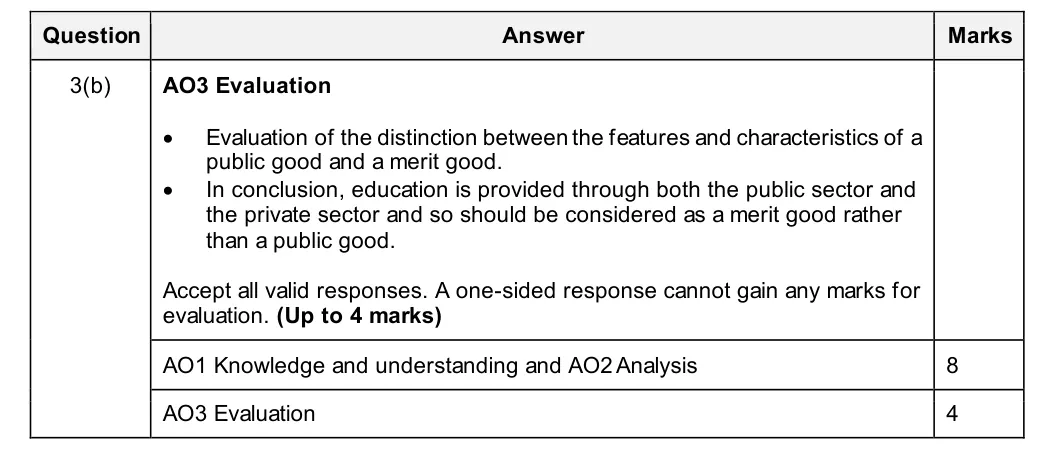 Question Answer Marks
3(b) AO3 Evaluation
• Evaluation of the distinction between the features and characteristics of a
public good and a merit good.
• In conclusion, education is provided through both the public sector and
the private sector and so should be considered as a merit good rather
than a public good.
Accept all valid responses. A one-sided response cannot gain any marks for
evaluation. (Up to 4 marks)
AO1 Knowledge and understanding and AO2 Analysis 8
AO3 Evaluation 4